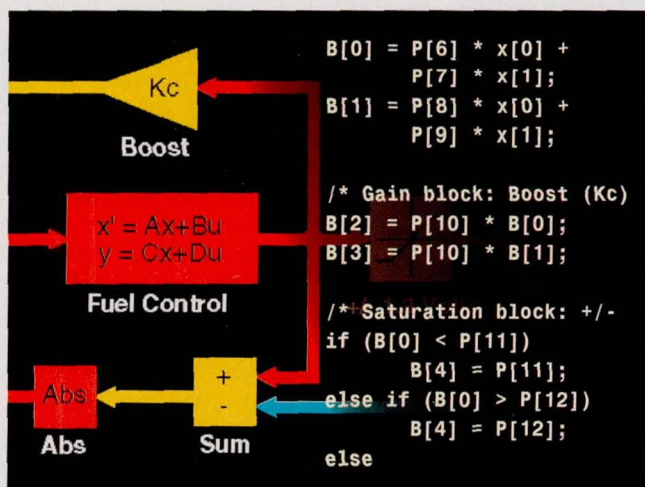 Kc
Boost
x' = Ax+Bu
y = Cx+Du
Fuel Control
Abs
Abs
+
-
Sum
B[0] = P[6] * x[0] +
P[7] * x[1];
B[1] = P[8] * x[0] +
P[9] * x[1];
/* Gain block: Boost (Kc)
B[2] = P[10] * B[0];
B[3] = P[10] * B[1];
/* Saturation block: +/-
if (B[0] < P[11])
B[4] = P[11];
else if (B[0] > P[12])
B[4] = P[12];
else